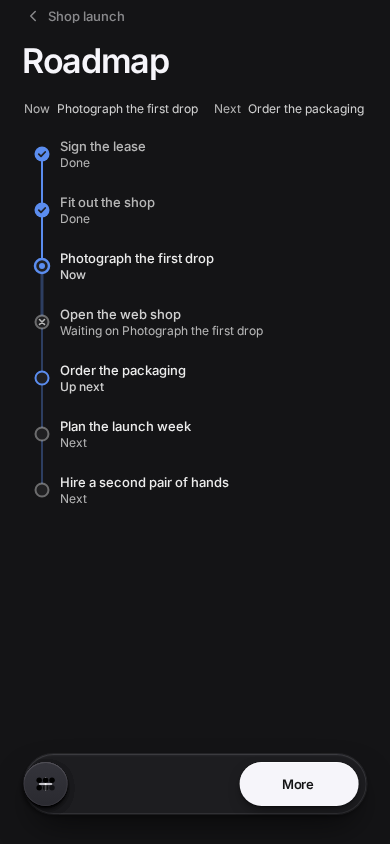 Shop launch
Roadmap
Now Photograph the first drop Next Order the packaging
Sign the lease
Done
Fit out the shop
Done
Photograph the first drop
Now
Open the web shop
Waiting on Photograph the first drop
Order the packaging
Up next
Plan the launch week
Next
Hire a second pair of hands
Next
More